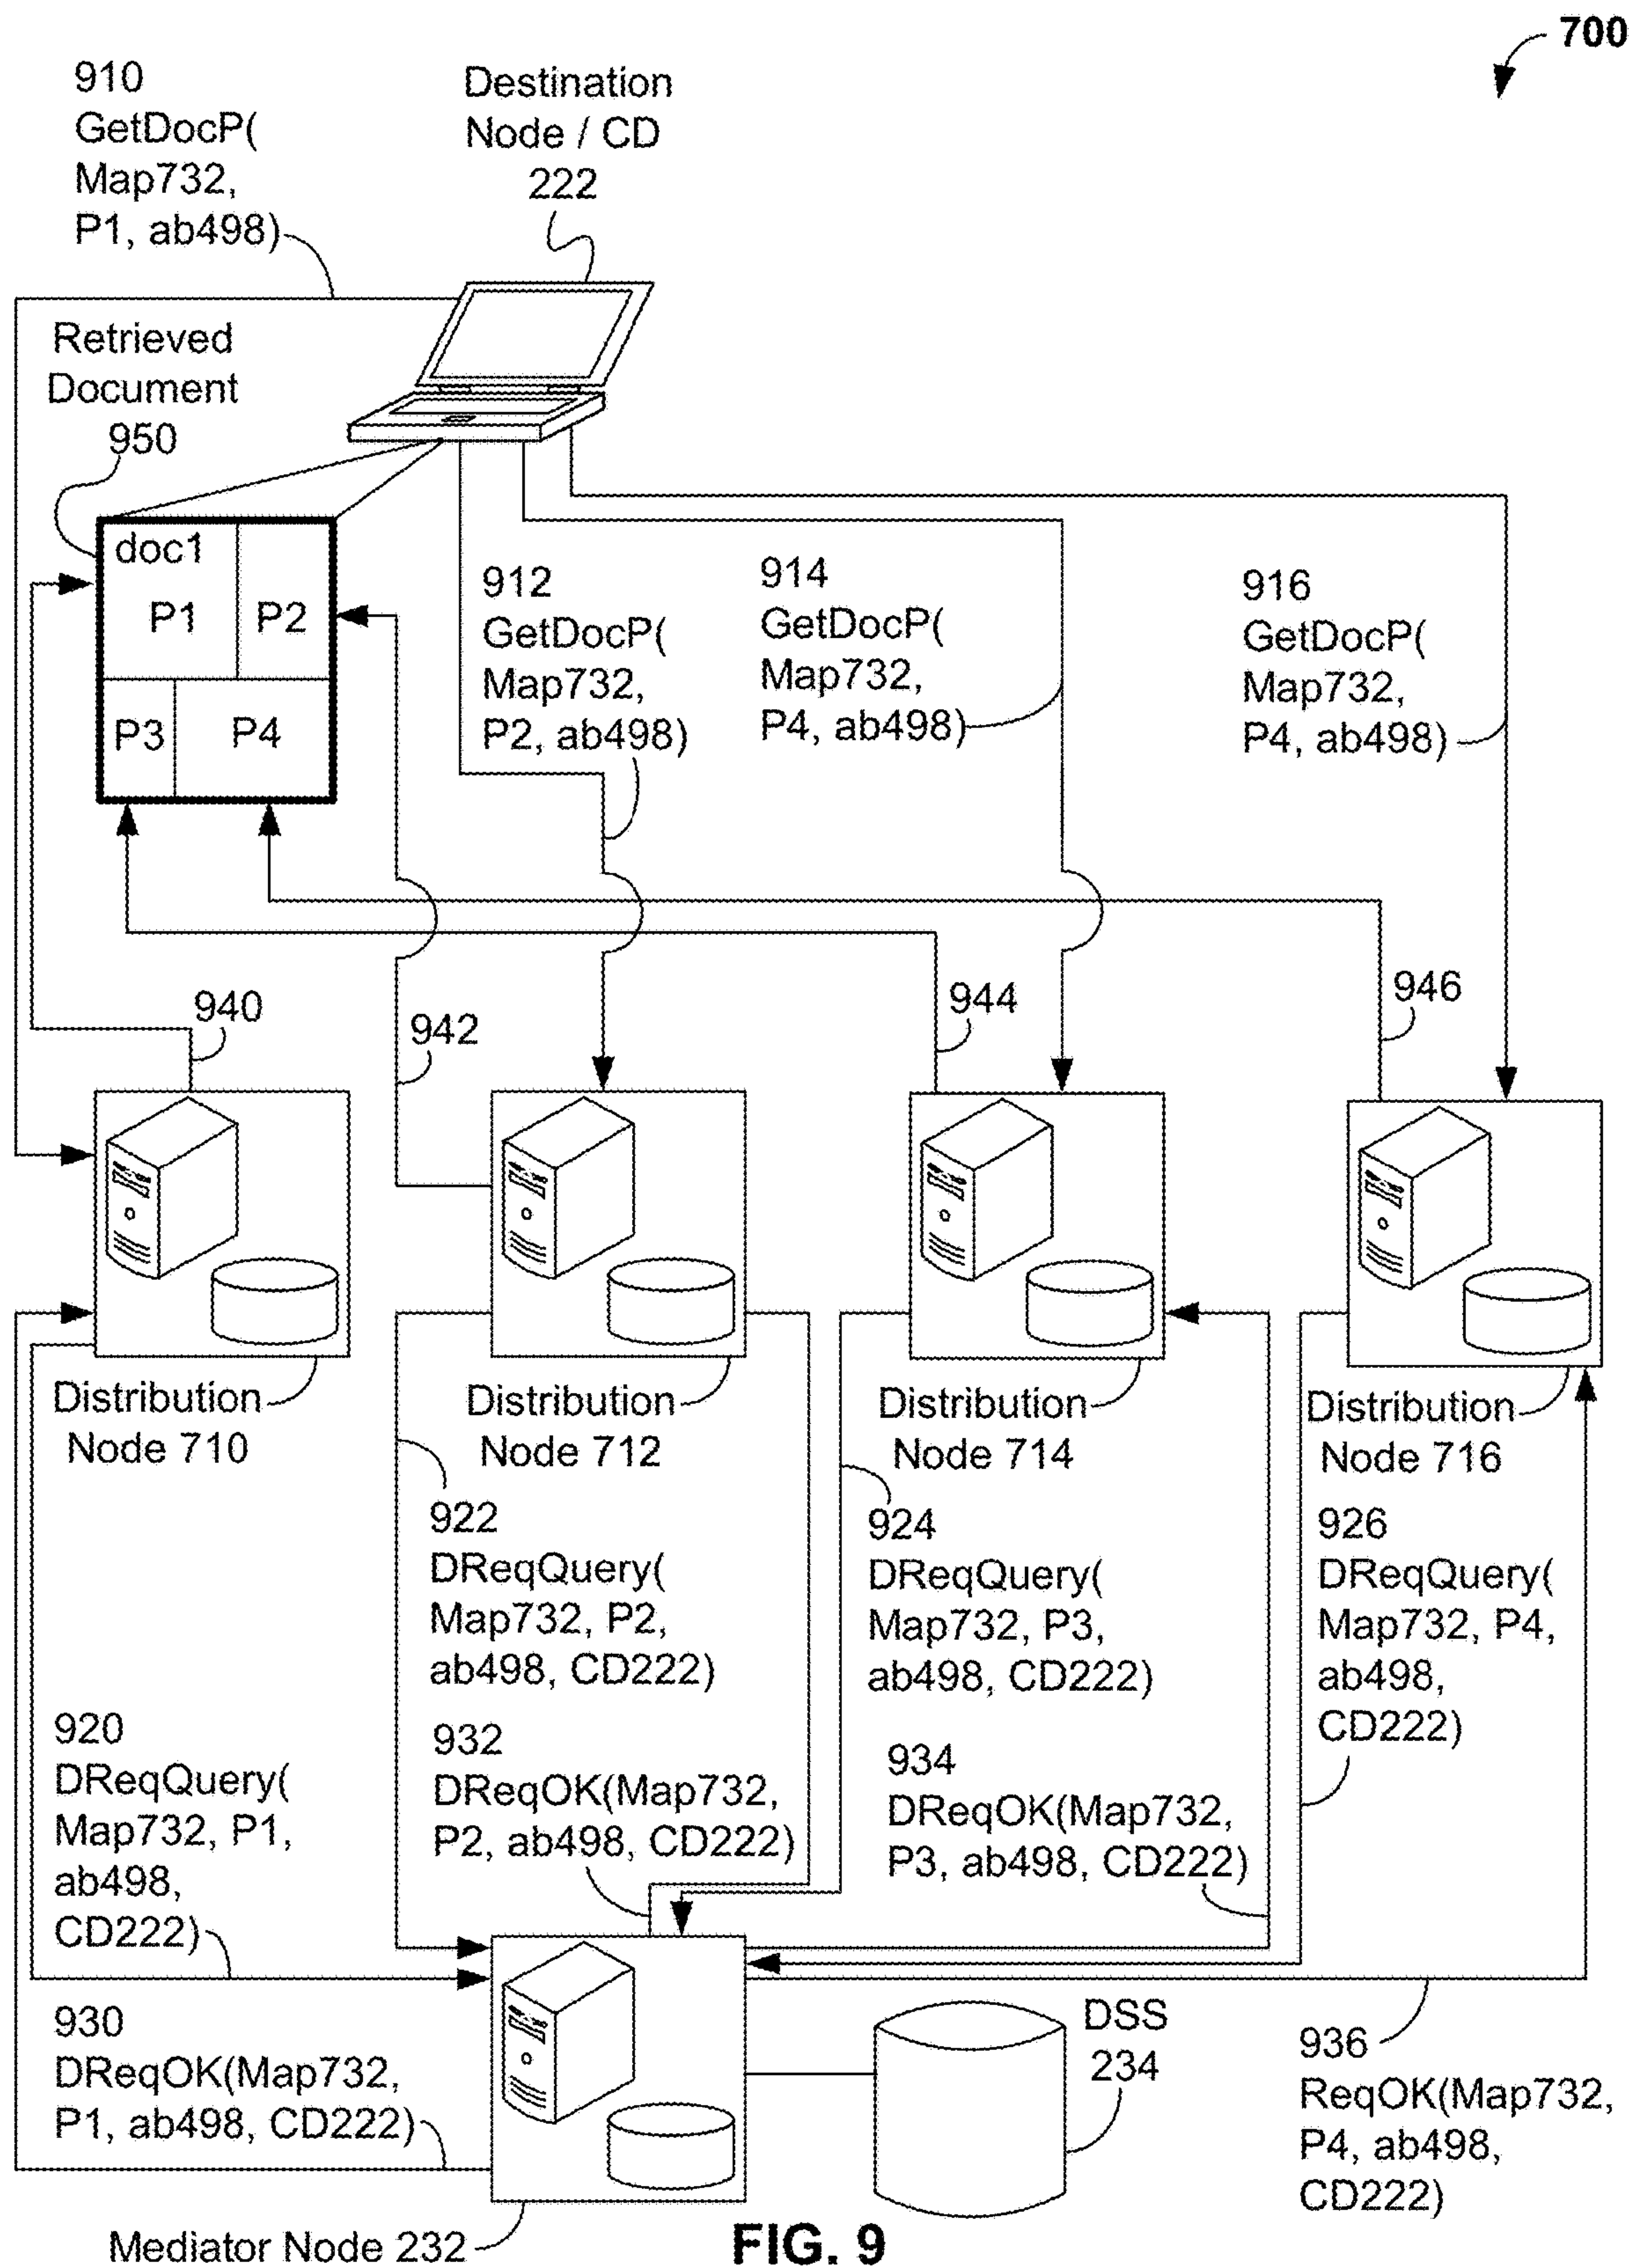 700
910
GetDocP(
Map732,
P1, ab498)
Destination
Node / CD
222
Retrieved
Document
950
doc1
P1
P2
P3
P4
912
GetDocP(
Map732,
P2, ab498)
914
GetDocP(
Map732,
P4, ab498)
916
GetDocP(
Map732,
P4, ab498)
940
942
944
946
Distribution
Node 710
Distribution
Node 712
Distribution
Node 714
Distribution
Node 716
922
DReqQuery(
Map732, P2,
ab498, CD222)
924
DReqQuery(
Map732, P3,
ab498, CD222)
926
DReqQuery(
Map732, P4,
ab498,
CD222)
920
DReqQuery(
Map732, P1,
ab498,
CD222)
932
DReqOK(Map732,
P2, ab498, CD222)
934
DReqOK(Map732,
P3, ab498, CD222)
930
DReqOK(Map732,
P1, ab498, CD222)
DSS
234
936
ReqOK(Map732,
P4, ab498,
CD222)
Mediator Node 232
FIG. 9